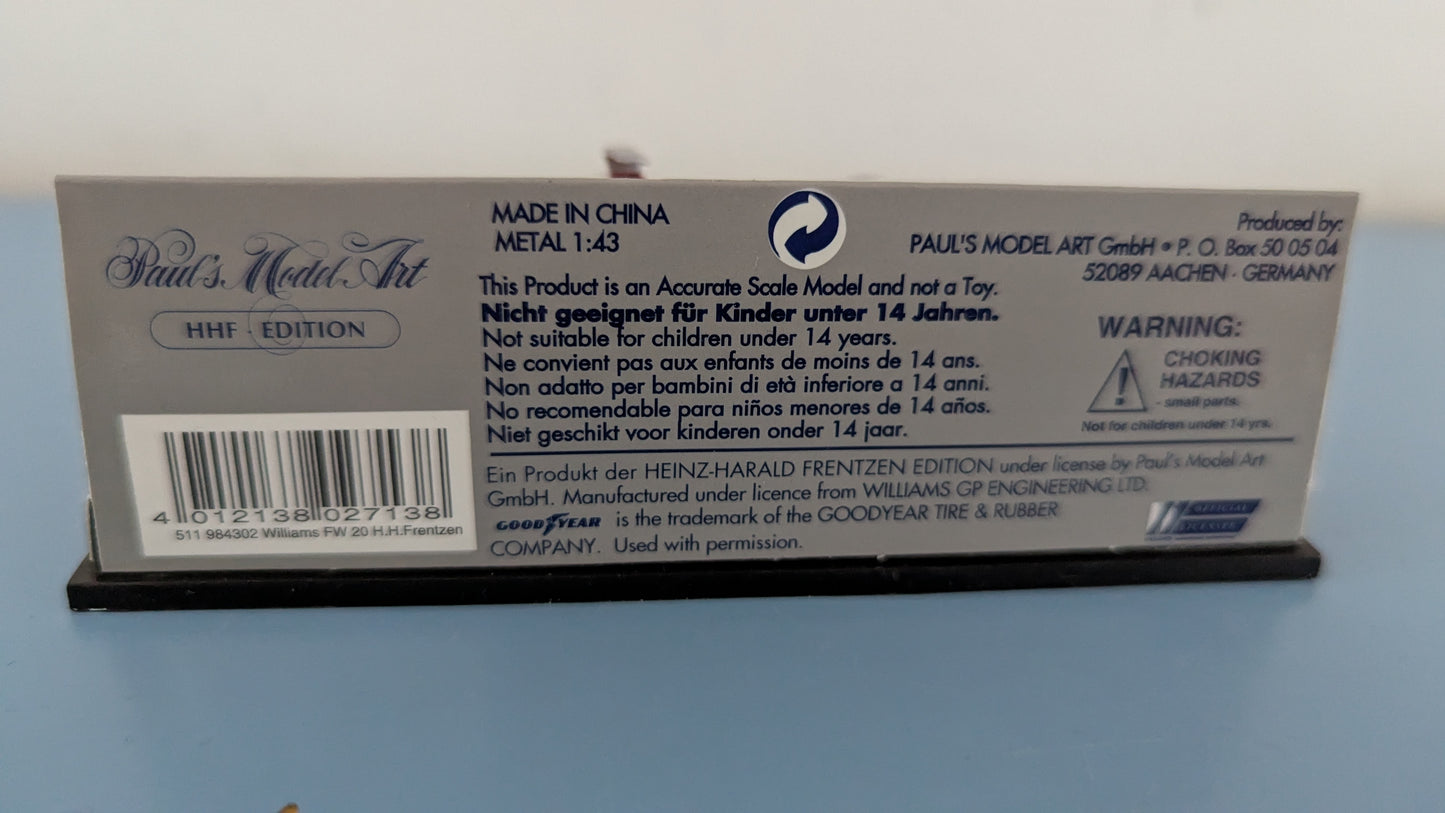 Paul's Model Art
HHF · EDITION
4 012138 027138
511 984302 Williams FW 20 H.H.Frentzen
MADE IN CHINA
METAL 1:43
Produced by:
PAUL'S MODEL ART GmbH • P. O. Box 50 05 04
52089 AACHEN · GERMANY
This Product is an Accurate Scale Model and not a Toy.
Nicht geeignet für Kinder unter 14 Jahren.
Not suitable for children under 14 years.
Ne convient pas aux enfants de moins de 14 ans.
Non adatto per bambini di età inferiore a 14 anni.
No recomendable para niños menores de 14 años.
Niet geschikt voor kinderen onder 14 jaar.
WARNING:
CHOKING
HAZARDS
- small parts.
Not for children under 14 yrs.
Ein Produkt der HEINZ-HARALD FRENTZEN EDITION under license by Paul's Model Art
GmbH. Manufactured under licence from WILLIAMS GP ENGINEERING LTD.
GOODYEAR is the trademark of the GOODYEAR TIRE & RUBBER
COMPANY. Used with permission.
OFFICIAL
LICENSEE